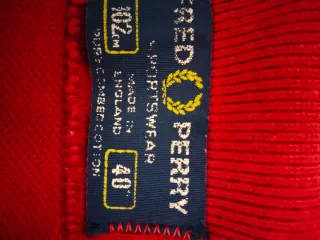 FRED PERRY
SPORTSWEAR
MADE IN
ENGLAND
102cm
40"
PURE COMBED COTTON